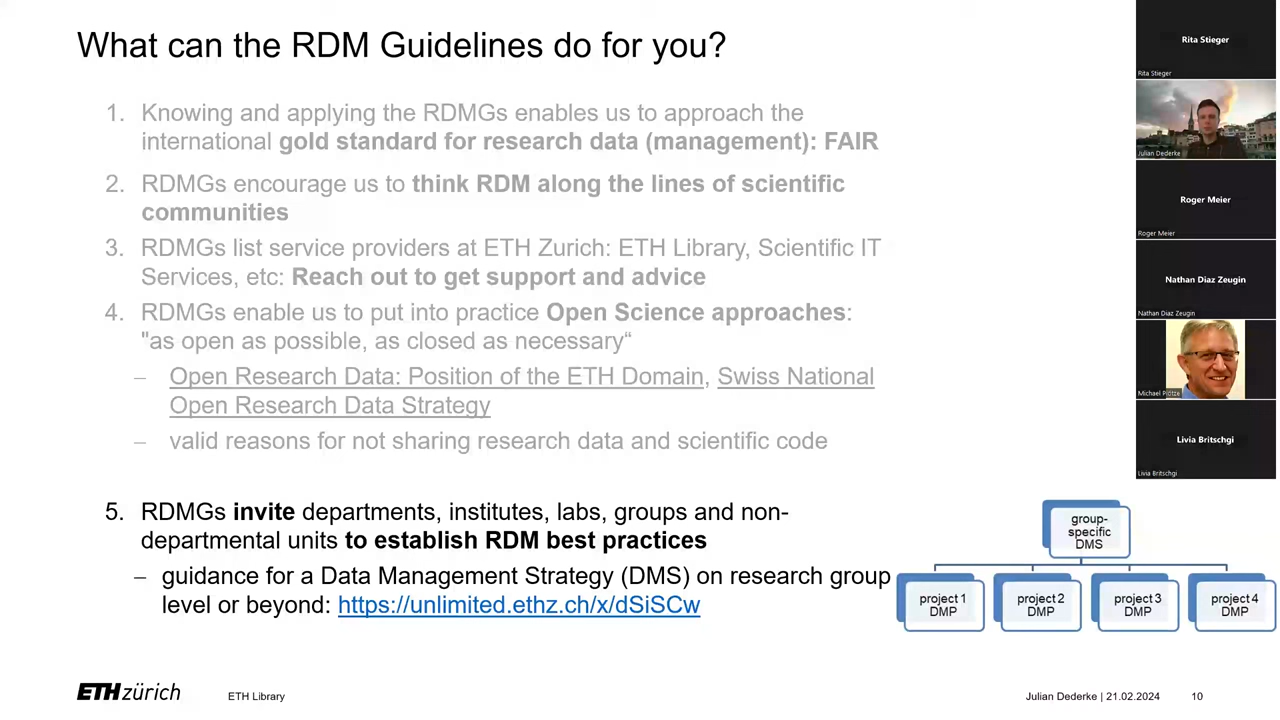 What can the RDM Guidelines do for you?
1. Knowing and applying the RDMGs enables us to approach the
international gold standard for research data (management): FAIR
2. RDMGs encourage us to think RDM along the lines of scientific
communities
3. RDMGs list service providers at ETH Zurich: ETH Library, Scientific IT
Services, etc: Reach out to get support and advice
4. RDMGs enable us to put into practice Open Science approaches:
"as open as possible, as closed as necessary“
– Open Research Data: Position of the ETH Domain, Swiss National
Open Research Data Strategy
– valid reasons for not sharing research data and scientific code
5. RDMGs invite departments, institutes, labs, groups and non-
departmental units to establish RDM best practices
– guidance for a Data Management Strategy (DMS) on research group
level or beyond: https://unlimited.ethz.ch/x/dSiSCw
group-
specific
DMS
project 1
DMP
project 2
DMP
project 3
DMP
project 4
DMP
ETH zürich
ETH Library
Julian Dederke | 21.02.2024
10
Rita Stieger
Rita Stieger
Julian Dederke
Roger Meier
Roger Meier
Nathan Diaz Zeugin
Nathan Diaz Zeugin
Michael Plötze
Livia Britschgi
Livia Britschgi